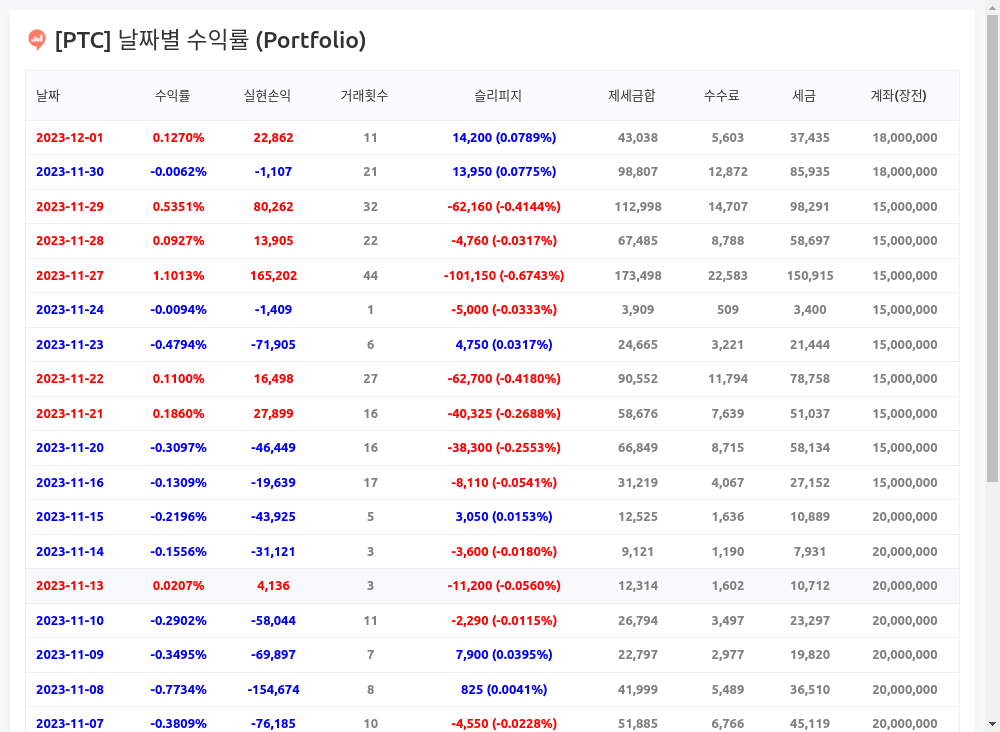 [PTC] 날짜별 수익률 (Portfolio)
날짜 수익률 실현손익 거래횟수 슬리피지 제세금합 수수료 세금 계좌(장전)
2023-12-01 0.1270% 22,862 11 14,200 (0.0789%) 43,038 5,603 37,435 18,000,000
2023-11-30 -0.0062% -1,107 21 13,950 (0.0775%) 98,807 12,872 85,935 18,000,000
2023-11-29 0.5351% 80,262 32 -62,160 (-0.4144%) 112,998 14,707 98,291 15,000,000
2023-11-28 0.0927% 13,905 22 -4,760 (-0.0317%) 67,485 8,788 58,697 15,000,000
2023-11-27 1.1013% 165,202 44 -101,150 (-0.6743%) 173,498 22,583 150,915 15,000,000
2023-11-24 -0.0094% -1,409 1 -5,000 (-0.0333%) 3,909 509 3,400 15,000,000
2023-11-23 -0.4794% -71,905 6 4,750 (0.0317%) 24,665 3,221 21,444 15,000,000
2023-11-22 0.1100% 16,498 27 -62,700 (-0.4180%) 90,552 11,794 78,758 15,000,000
2023-11-21 0.1860% 27,899 16 -40,325 (-0.2688%) 58,676 7,639 51,037 15,000,000
2023-11-20 -0.3097% -46,449 16 -38,300 (-0.2553%) 66,849 8,715 58,134 15,000,000
2023-11-16 -0.1309% -19,639 17 -8,110 (-0.0541%) 31,219 4,067 27,152 15,000,000
2023-11-15 -0.2196% -43,925 5 3,050 (0.0153%) 12,525 1,636 10,889 20,000,000
2023-11-14 -0.1556% -31,121 3 -3,600 (-0.0180%) 9,121 1,190 7,931 20,000,000
2023-11-13 0.0207% 4,136 3 -11,200 (-0.0560%) 12,314 1,602 10,712 20,000,000
2023-11-10 -0.2902% -58,044 11 -2,290 (-0.0115%) 26,794 3,497 23,297 20,000,000
2023-11-09 -0.3495% -69,897 7 7,900 (0.0395%) 22,797 2,977 19,820 20,000,000
2023-11-08 -0.7734% -154,674 8 825 (0.0041%) 41,999 5,489 36,510 20,000,000
2023-11-07 -0.3809% -76,185 10 -4,550 (-0.0228%) 51,885 6,766 45,119 20,000,000